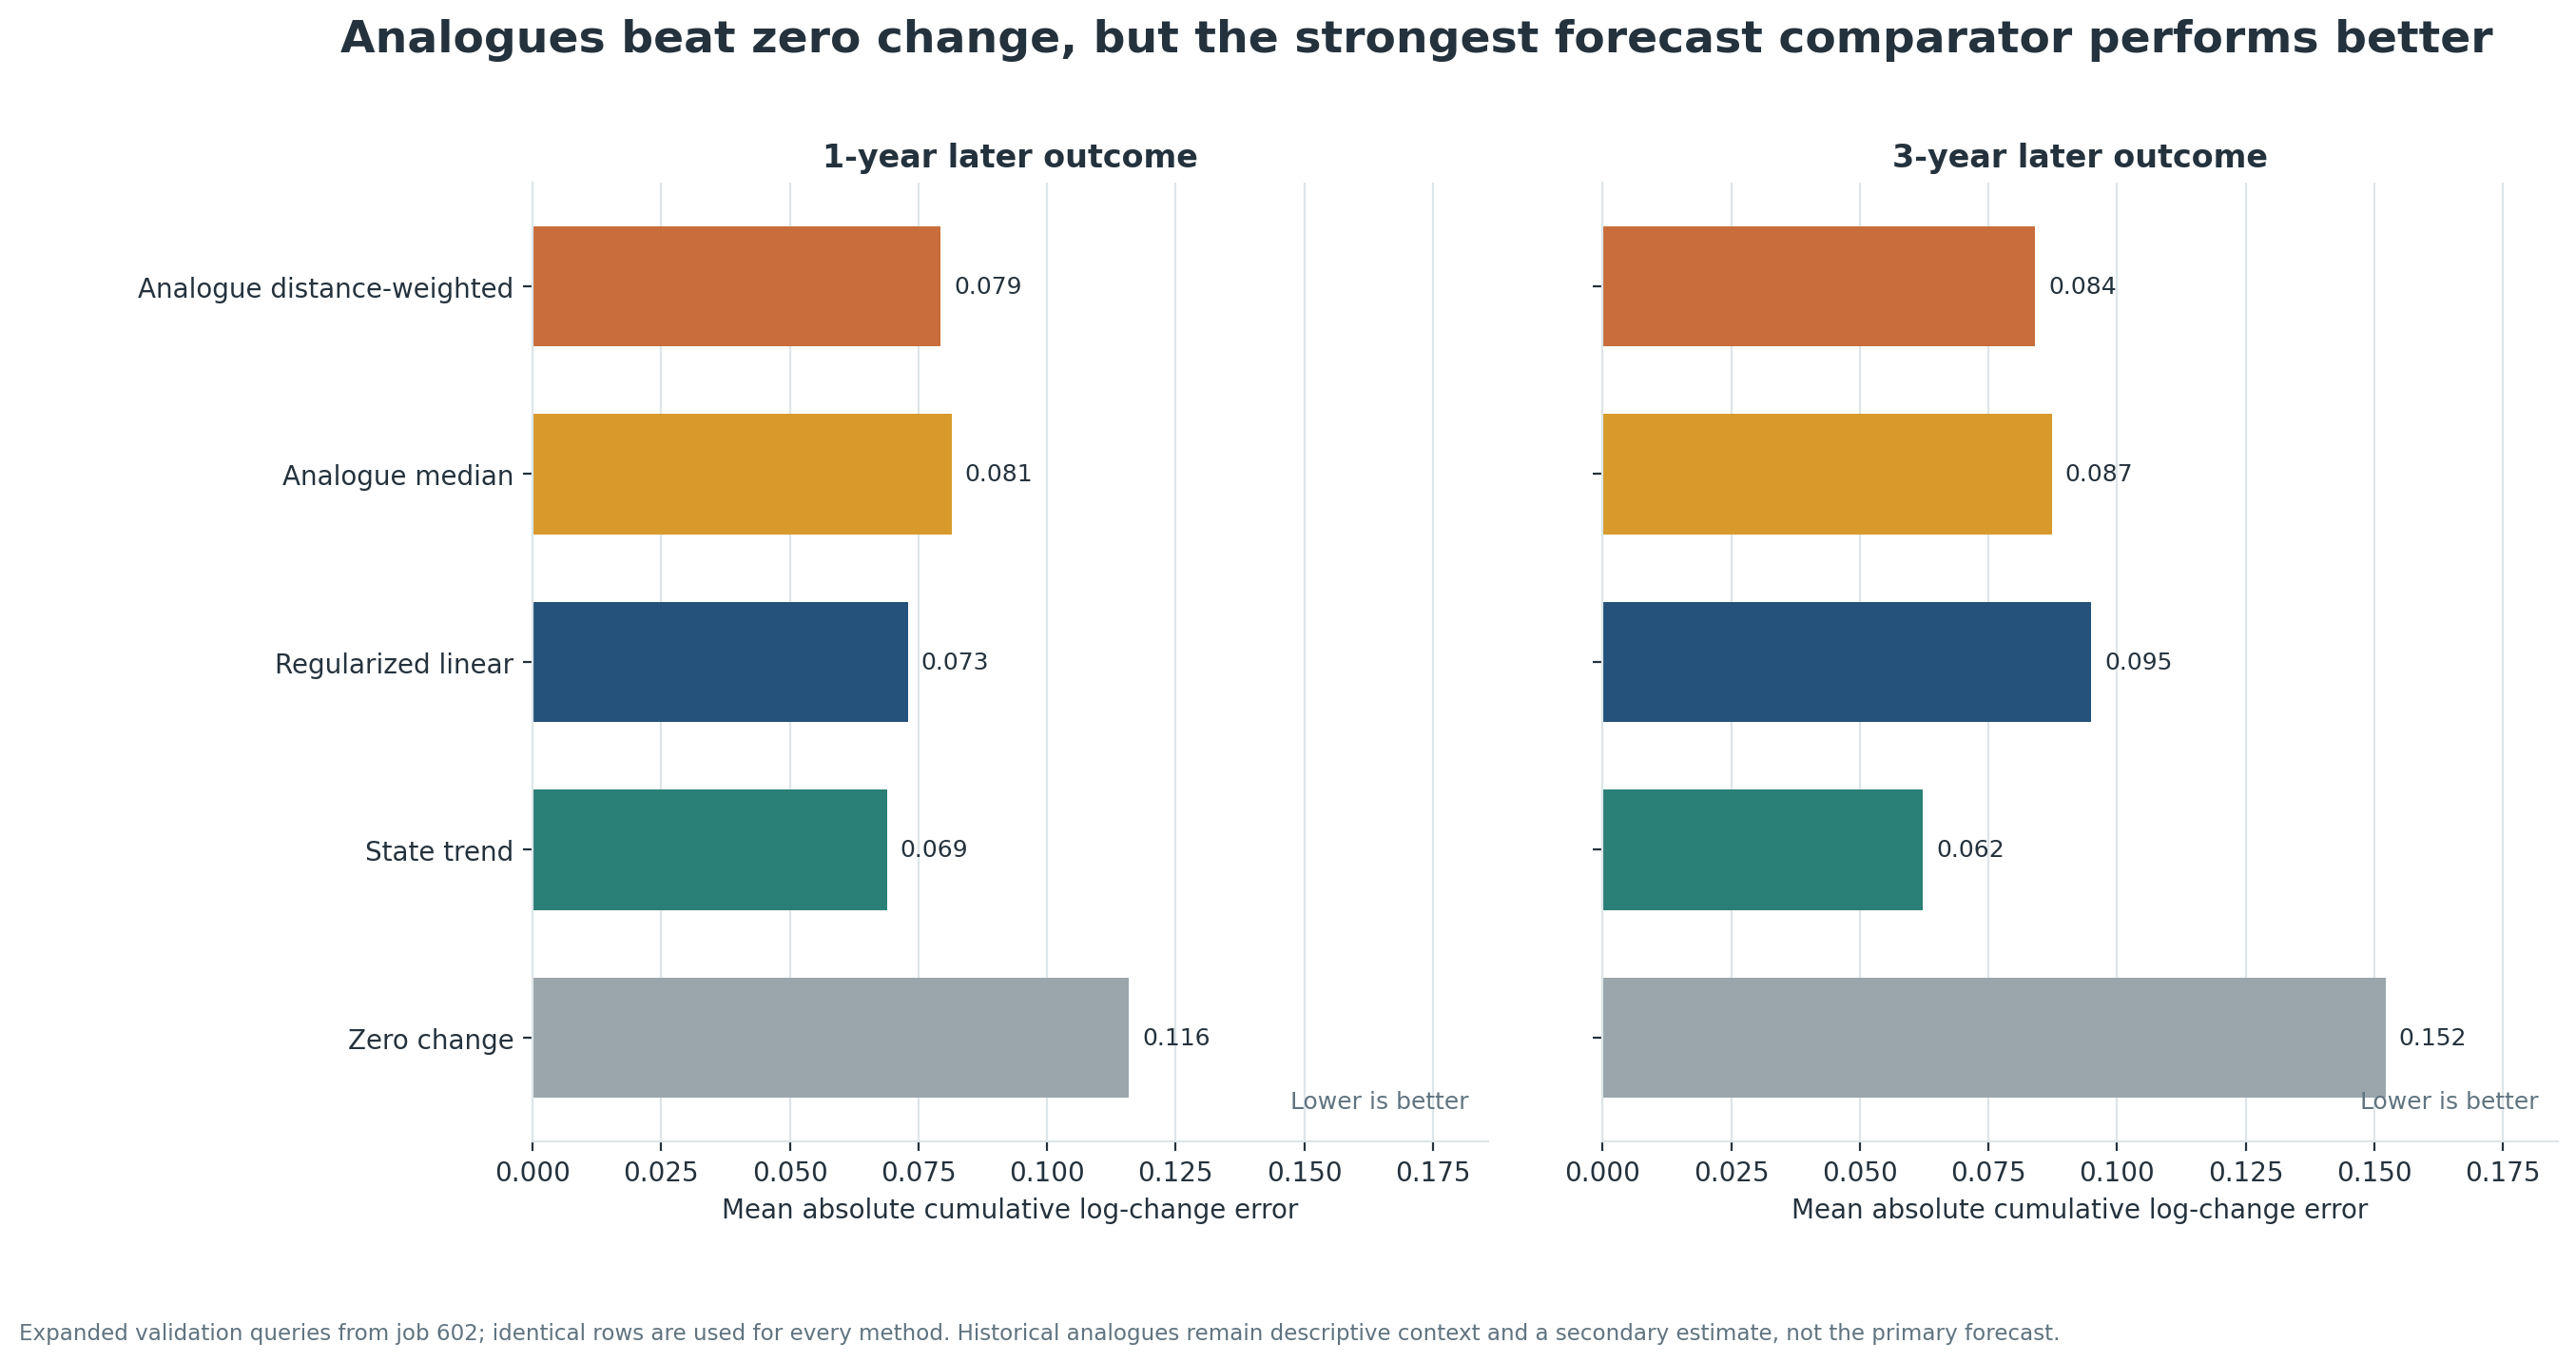 Analogues beat zero change, but the strongest forecast comparator performs better
1-year later outcome
Analogue distance-weighted
0.079
Analogue median
0.081
Regularized linear
0.073
State trend
0.069
Zero change
0.116
Lower is better
0.000 0.025 0.050 0.075 0.100 0.125 0.150 0.175
Mean absolute cumulative log-change error
3-year later outcome
0.084
0.087
0.095
0.062
0.152
Lower is better
0.000 0.025 0.050 0.075 0.100 0.125 0.150 0.175
Mean absolute cumulative log-change error
Expanded validation queries from job 602; identical rows are used for every method. Historical analogues remain descriptive context and a secondary estimate, not the primary forecast.